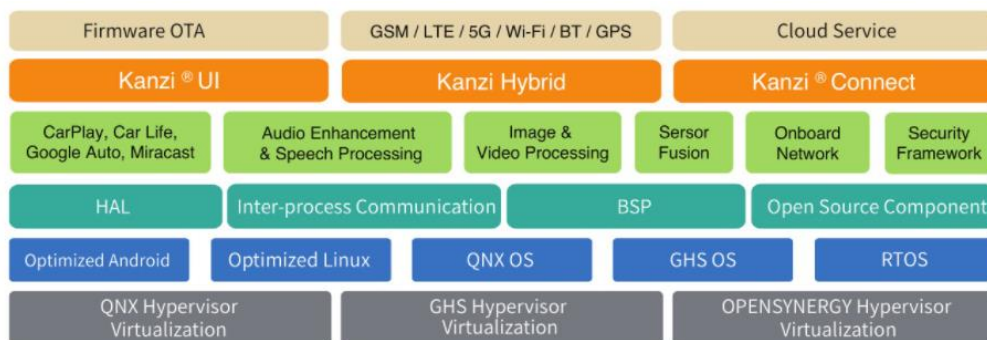 Firmware OTA
GSM / LTE / 5G / Wi-Fi / BT / GPS
Cloud Service
Kanzi ® UI
Kanzi Hybrid
Kanzi ® Connect
CarPlay, Car Life,
Google Auto, Miracast
Audio Enhancement
& Speech Processing
Image &
Video Processing
Sersor
Fusion
Onboard
Network
Security
Framework
HAL
Inter-process Communication
BSP
Open Source Component
Optimized Android
Optimized Linux
QNX OS
GHS OS
RTOS
QNX Hypervisor
Virtualization
GHS Hypervisor
Virtualization
OPENSYNERGY Hypervisor
Virtualization